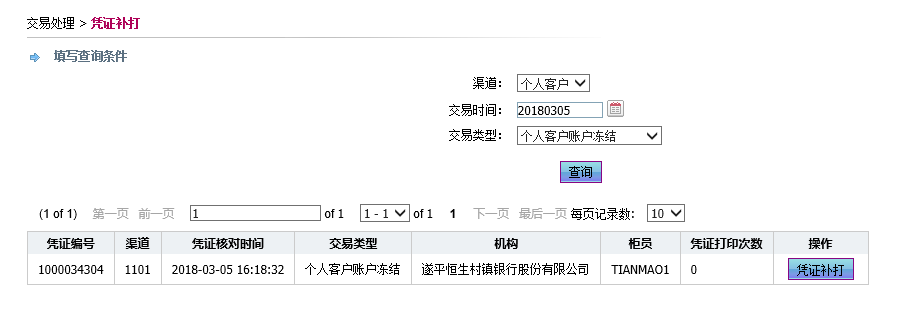 交易处理 > 凭证补打
填写查询条件
渠道： 个人客户
交易时间： 20180305
交易类型： 个人客户账户冻结
查询
(1 of 1) 第一页 前一页 1 of 1 1 - 1 of 1 1 下一页 最后一页 每页记录数: 10
凭证编号 渠道 凭证核对时间 交易类型 机构 柜员 凭证打印次数 操作
1000034304 1101 2018-03-05 16:18:32 个人客户账户冻结 遂平恒生村镇银行股份有限公司 TIANMAO1 0 凭证补打